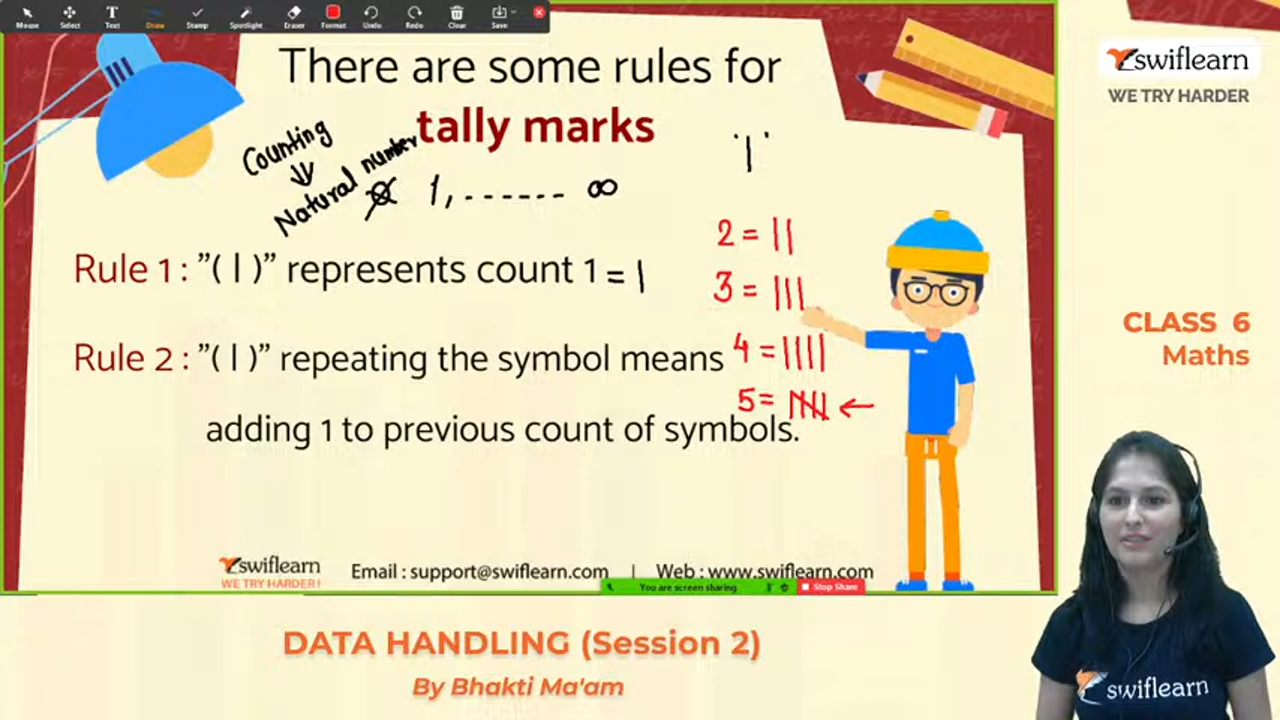 Mouse Select Text Draw Stamp Spotlight Eraser Format Undo Redo Clear Save
There are some rules for
tally marks
Counting
Natural number
0 1, ....... ∞
'|'
Rule 1 : "( | )" represents count 1 = |
2 = ||
3 = |||
Rule 2 : "( | )" repeating the symbol means
4 = ||||
5 = 卌 ←
adding 1 to previous count of symbols.
swiflearn
WE TRY HARDER !
Email : support@swiflearn.com | Web : www.swiflearn.com
You are screen sharing Stop Share
swiflearn
WE TRY HARDER
CLASS 6
Maths
DATA HANDLING (Session 2)
By Bhakti Ma'am
swiflearn